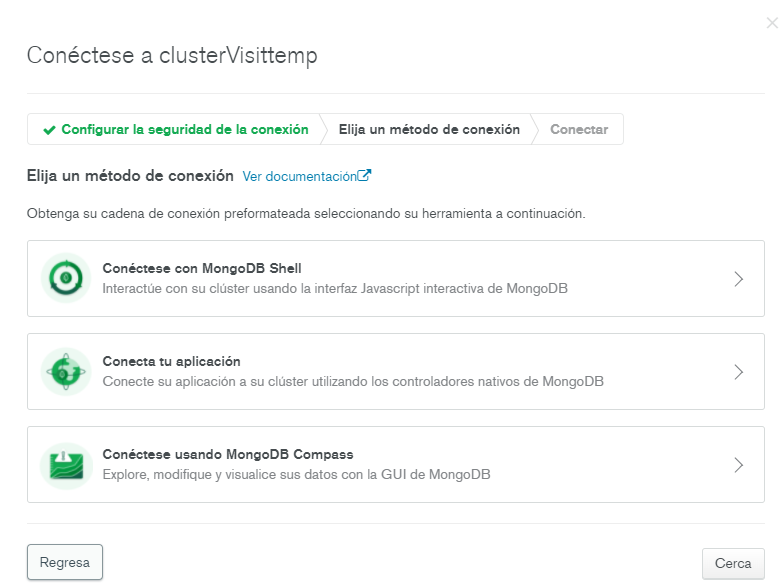 Conéctese a clusterVisittemp
Configurar la seguridad de la conexión
Elija un método de conexión
Conectar
Elija un método de conexión Ver documentación
Obtenga su cadena de conexión preformateada seleccionando su herramienta a continuación.
Conéctese con MongoDB Shell
Interactúe con su clúster usando la interfaz Javascript interactiva de MongoDB
Conecta tu aplicación
Conecte su aplicación a su clúster utilizando los controladores nativos de MongoDB
Conéctese usando MongoDB Compass
Explore, modifique y visualice sus datos con la GUI de MongoDB
Regresa
Cerca